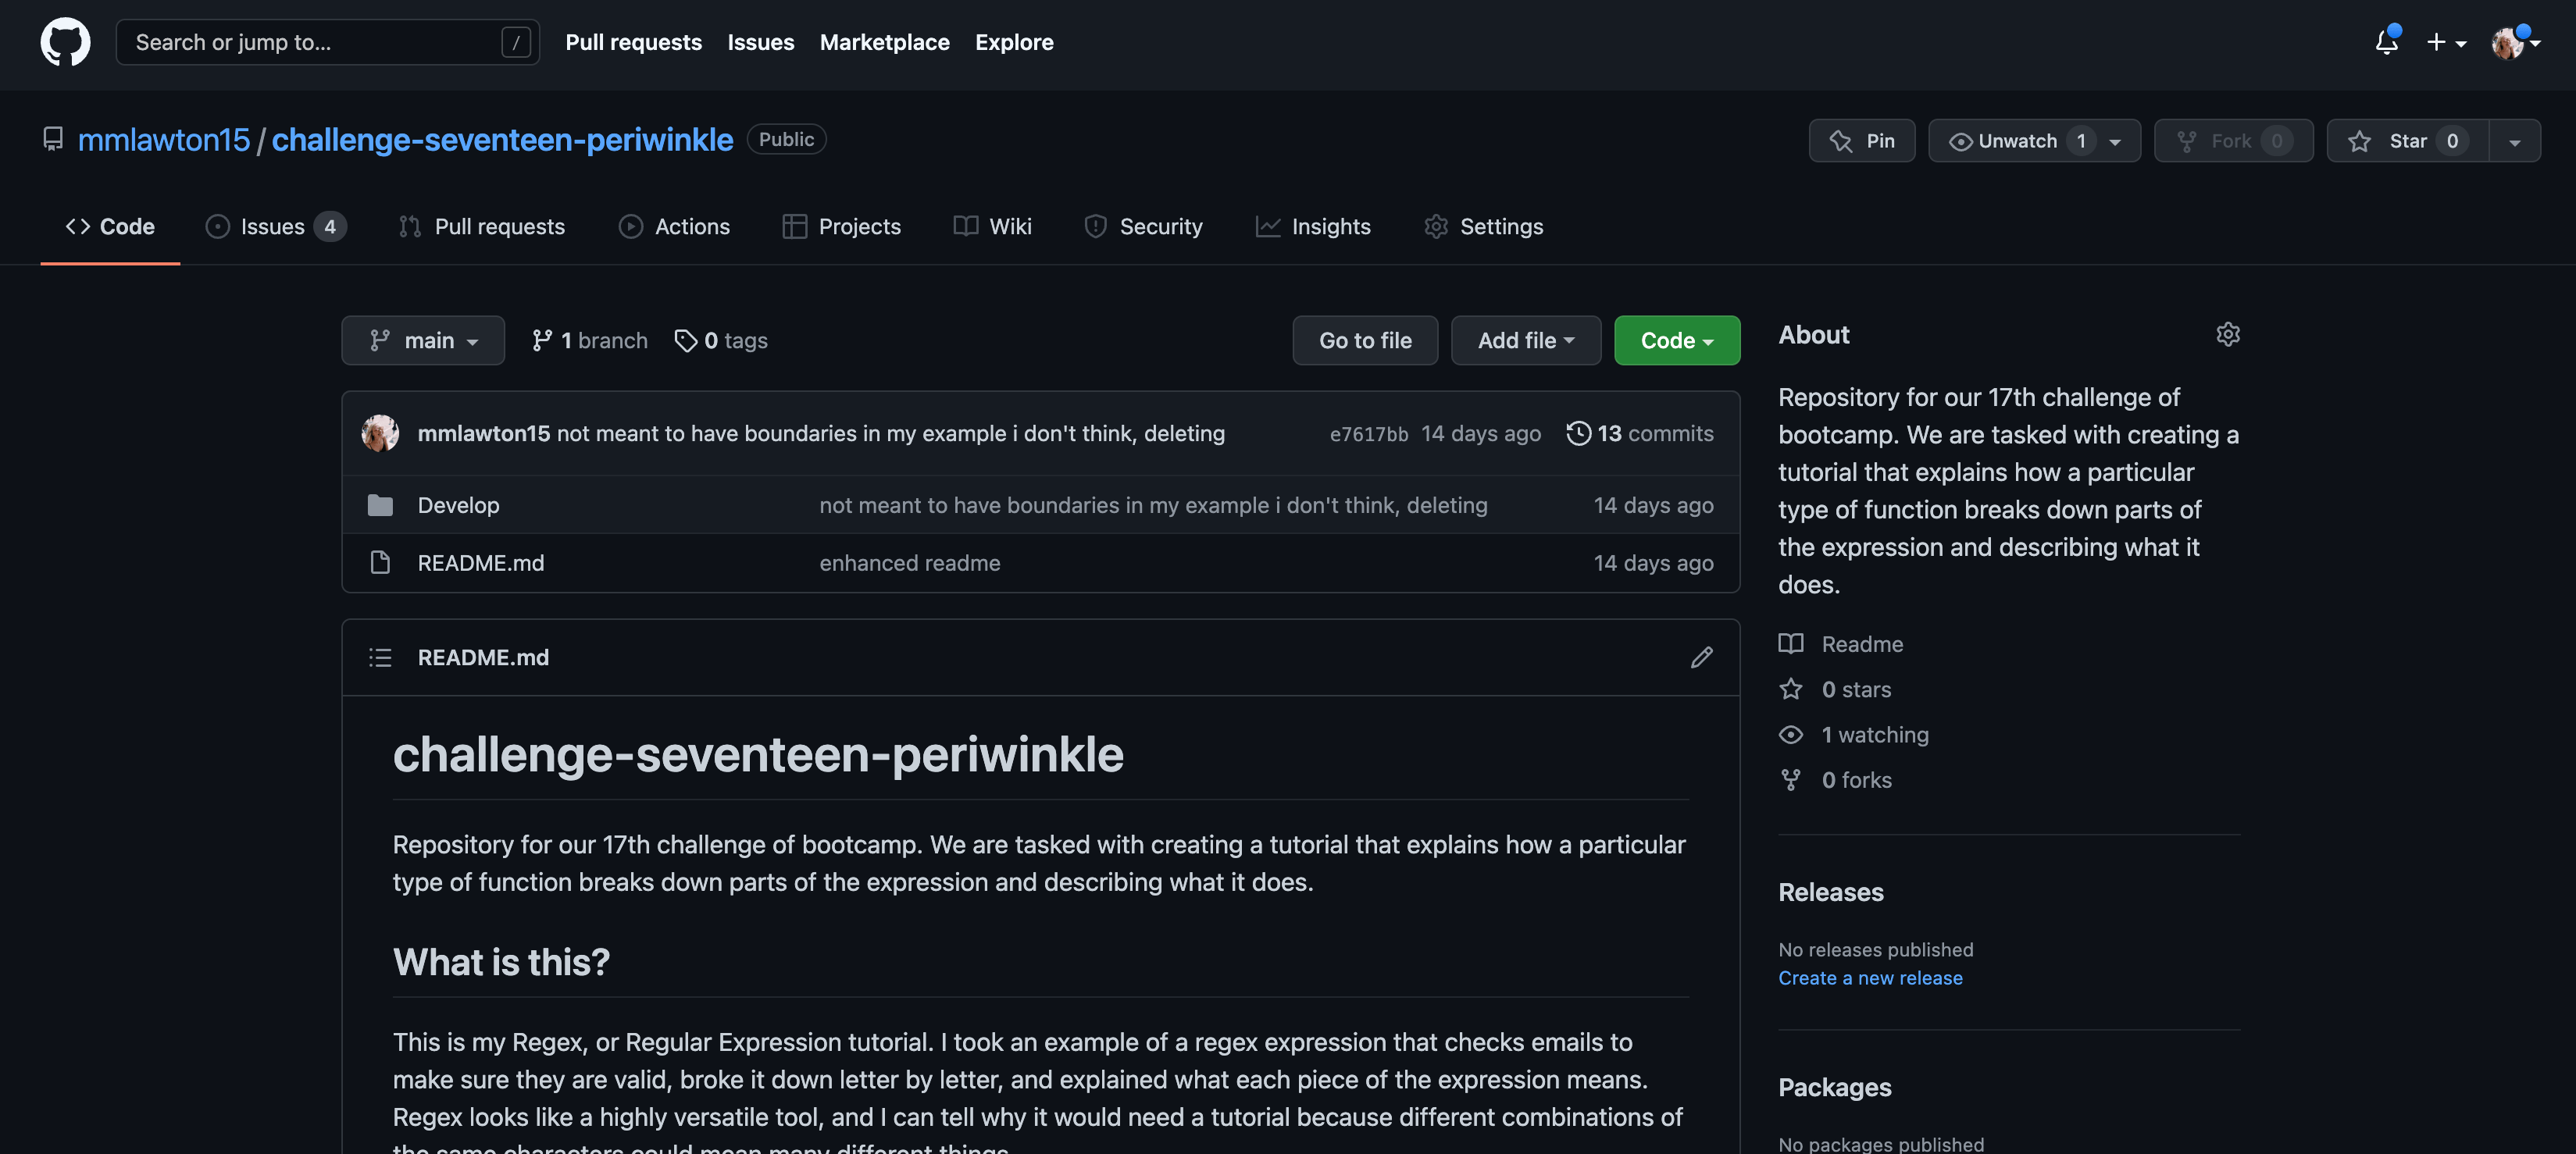 Search or jump to... /
Pull requests Issues Marketplace Explore
mmlawton15 / challenge-seventeen-periwinkle Public
Pin Unwatch 1 Fork 0 Star 0
Code Issues 4 Pull requests Actions Projects Wiki Security Insights Settings
main 1 branch 0 tags Go to file Add file Code
mmlawton15 not meant to have boundaries in my example i don't think, deleting e7617bb 14 days ago 13 commits
Develop not meant to have boundaries in my example i don't think, deleting 14 days ago
README.md enhanced readme 14 days ago
README.md
challenge-seventeen-periwinkle
Repository for our 17th challenge of bootcamp. We are tasked with creating a tutorial that explains how a particular
type of function breaks down parts of the expression and describing what it does.
What is this?
This is my Regex, or Regular Expression tutorial. I took an example of a regex expression that checks emails to
make sure they are valid, broke it down letter by letter, and explained what each piece of the expression means.
Regex looks like a highly versatile tool, and I can tell why it would need a tutorial because different combinations of
the same characters could mean many different things.
About
Repository for our 17th challenge of
bootcamp. We are tasked with creating a
tutorial that explains how a particular
type of function breaks down parts of
the expression and describing what it
does.
Readme
0 stars
1 watching
0 forks
Releases
No releases published
Create a new release
Packages
No packages published